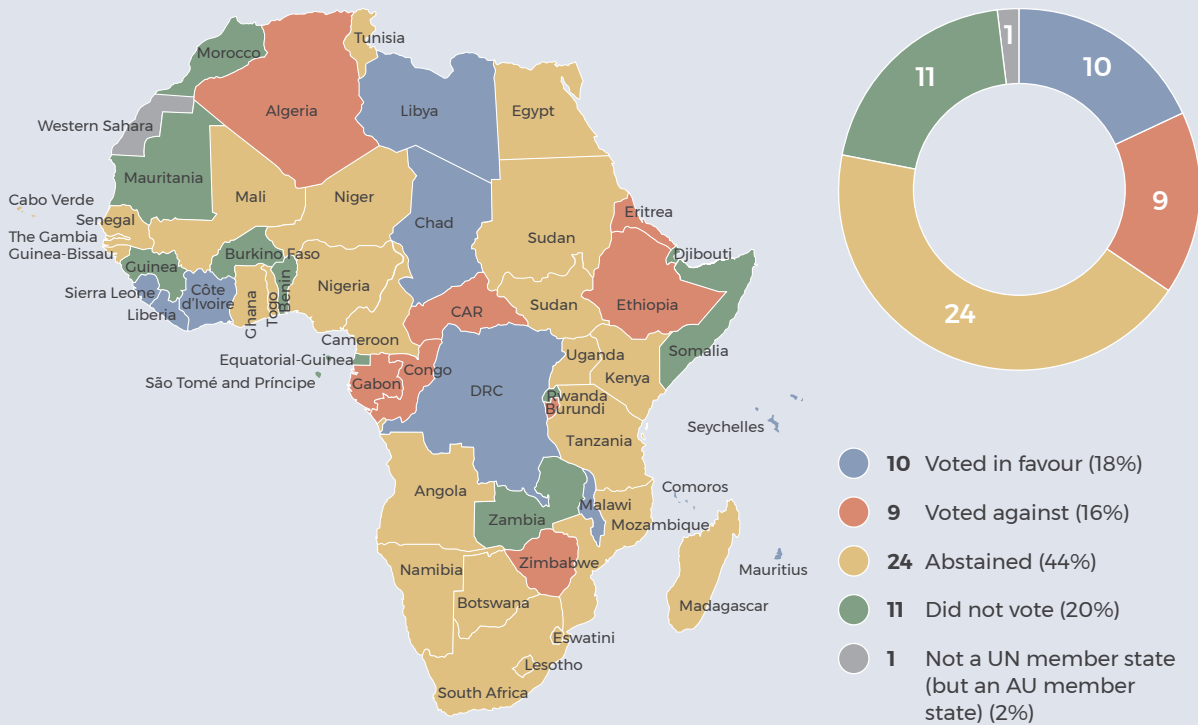 Tunisia
Morocco
Algeria
Libya
Egypt
Western Sahara
Mauritania
Mali
Niger
Cabo Verde
Senegal
Chad
Eritrea
The Gambia
Sudan
Guinea-Bissau
Burkino Faso
Djibouti
Guinea
Nigeria
Benin
Côte
d'Ivoire
Sierra Leone
Ghana
Togo
Sudan
Ethiopia
Liberia
CAR
Cameroon
Somalia
Equatorial-Guinea
Uganda
Congo
Kenya
São Tomé and Príncipe
Gabon
DRC
Rwanda
Burundi
Seychelles
Tanzania
Comoros
Angola
Malawi
Zambia
Mozambique
Zimbabwe
Mauritius
Namibia
Botswana
Madagascar
Eswatini
Lesotho
South Africa
1
10
11
9
24
10 Voted in favour (18%)
9 Voted against (16%)
24 Abstained (44%)
11 Did not vote (20%)
1 Not a UN member state
(but an AU member
state) (2%)